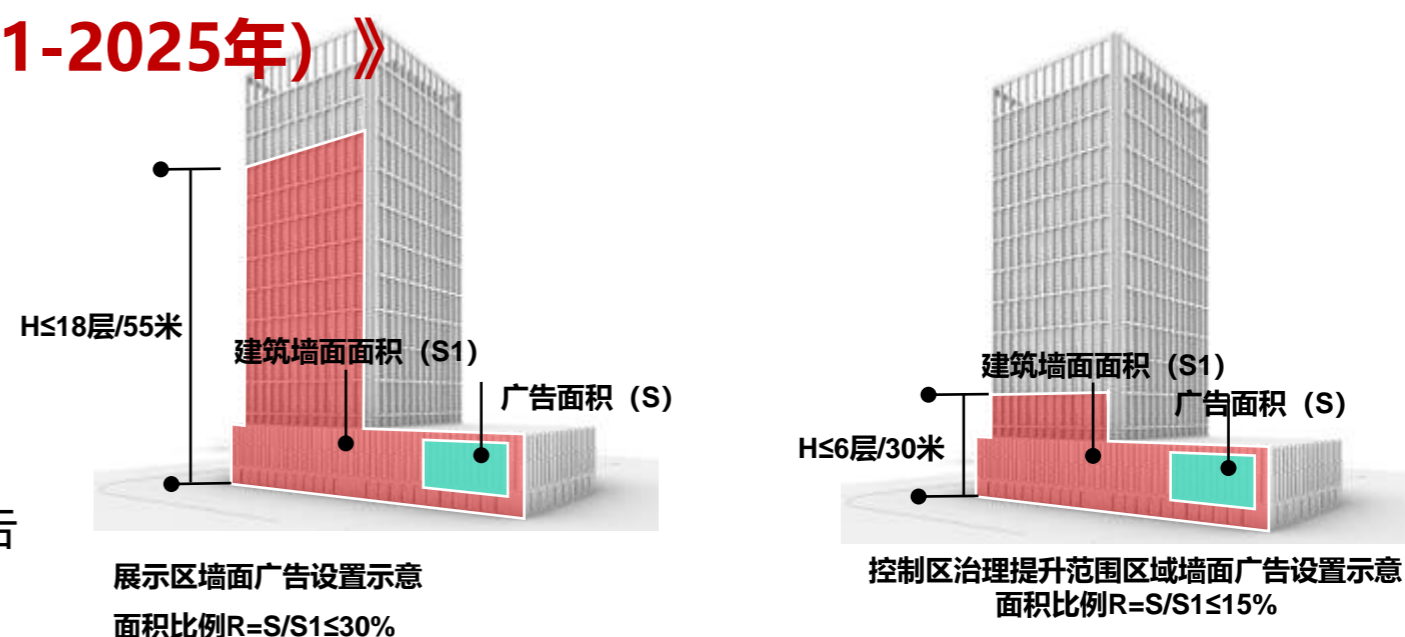 1-2025年)》
H≤18层/55米
建筑墙面面积（S1）
广告面积（S）
告
展示区墙面广告设置示意
面积比例R=S/S1≤30%
建筑墙面面积（S1）
广告面积（S）
H≤6层/30米
控制区治理提升范围区域墙面广告设置示意
面积比例R=S/S1≤15%